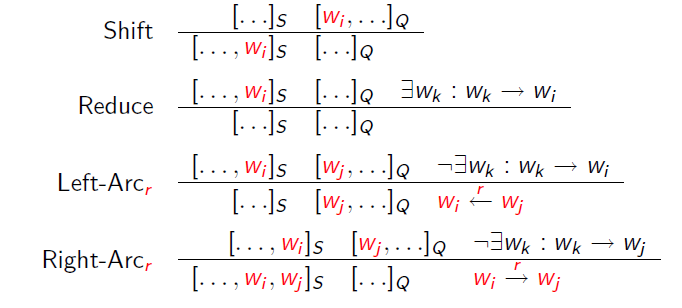 Shift [...]S [wi, ...]Q
[..., wi]S [...]Q
Reduce [..., wi]S [...]Q ∃wk : wk → wi
[...]S [...]Q
Left-Arcr [..., wi]S [wj, ...]Q ¬∃wk : wk → wi
[...]S [wj, ...]Q wi ←r wj
Right-Arcr [..., wi]S [wj, ...]Q ¬∃wk : wk → wj
[..., wi, wj]S [...]Q wi →r wj